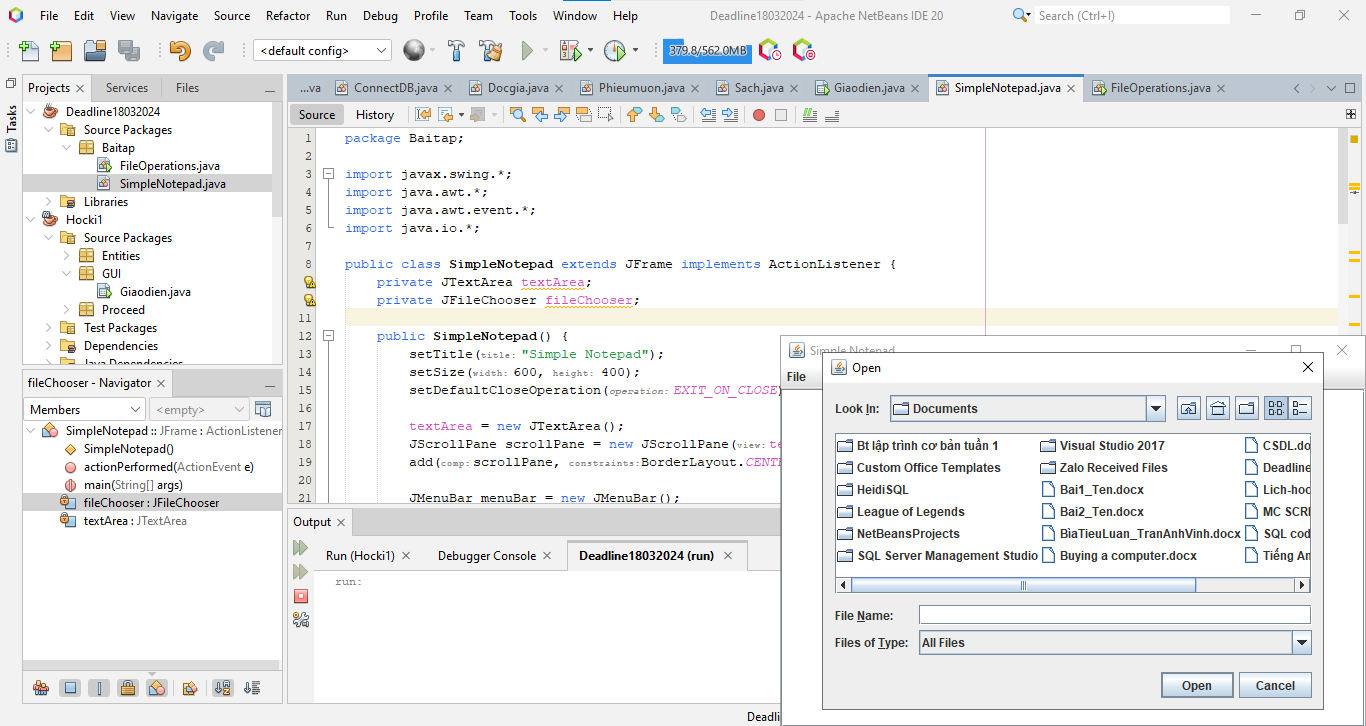 File Edit View Navigate Source Refactor Run Debug Profile Team Tools Window Help
Deadline18032024 - Apache NetBeans IDE 20
Search (Ctrl+I)
<default config>
379.8/562.0MB
Projects Services Files
Tasks
Deadline18032024
Source Packages
Baitap
FileOperations.java
SimpleNotepad.java
Libraries
Hocki1
Source Packages
Entities
GUI
Giaodien.java
Proceed
Test Packages
Dependencies
Java Dependencies
fileChooser - Navigator
Members <empty>
SimpleNotepad :: JFrame : ActionListener
SimpleNotepad()
actionPerformed(ActionEvent e)
main(String[] args)
fileChooser : JFileChooser
textArea : JTextArea
...va ConnectDB.java Docgia.java Phieumuon.java Sach.java Giaodien.java SimpleNotepad.java FileOperations.java
Source History
1 package Baitap;
2
3 import javax.swing.*;
4 import java.awt.*;
5 import java.awt.event.*;
6 import java.io.*;
7
8 public class SimpleNotepad extends JFrame implements ActionListener {
private JTextArea textArea;
private JFileChooser fileChooser;
11
12 public SimpleNotepad() {
13 setTitle(title: "Simple Notepad");
14 setSize(width: 600, height: 400);
15 setDefaultCloseOperation(operation: EXIT_ON_CLOSE)
16
17 textArea = new JTextArea();
18 JScrollPane scrollPane = new JScrollPane(view: te
19 add(comp: scrollPane, constraints: BorderLayout.CENT
20
21 JMenuBar menuBar = new JMenuBar();
Output
Run (Hocki1) Debugger Console Deadline18032024 (run)
run:
Deadli
Simple Notepad
File
Open
Look In: Documents
Bt lập trình cơ bản tuần 1
Custom Office Templates
HeidiSQL
League of Legends
NetBeansProjects
SQL Server Management Studio
Visual Studio 2017
Zalo Received Files
Bai1_Ten.docx
Bai2_Ten.docx
BìaTieuLuan_TranAnhVinh.docx
Buying a computer.docx
CSDL.do
Deadline
Lich-hoc
MC SCRI
SQL cod
Tiếng An
File Name:
Files of Type: All Files
Open Cancel